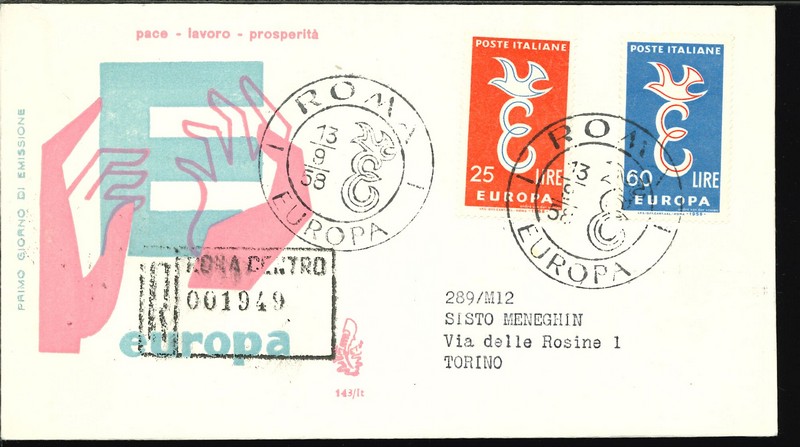 pace - lavoro - prosperità
PRIMO GIORNO DI EMISSIONE
E
ROMA
13
9
58
EUROPA
POSTE ITALIANE
25 LIRE
EUROPA
POSTE ITALIANE
60 LIRE
EUROPA
ROMA
13
EUROPA
ROMA CENTRO
001949
europa
143/It
289/M12
SISTO MENEGHIN
Via delle Rosine 1
TORINO